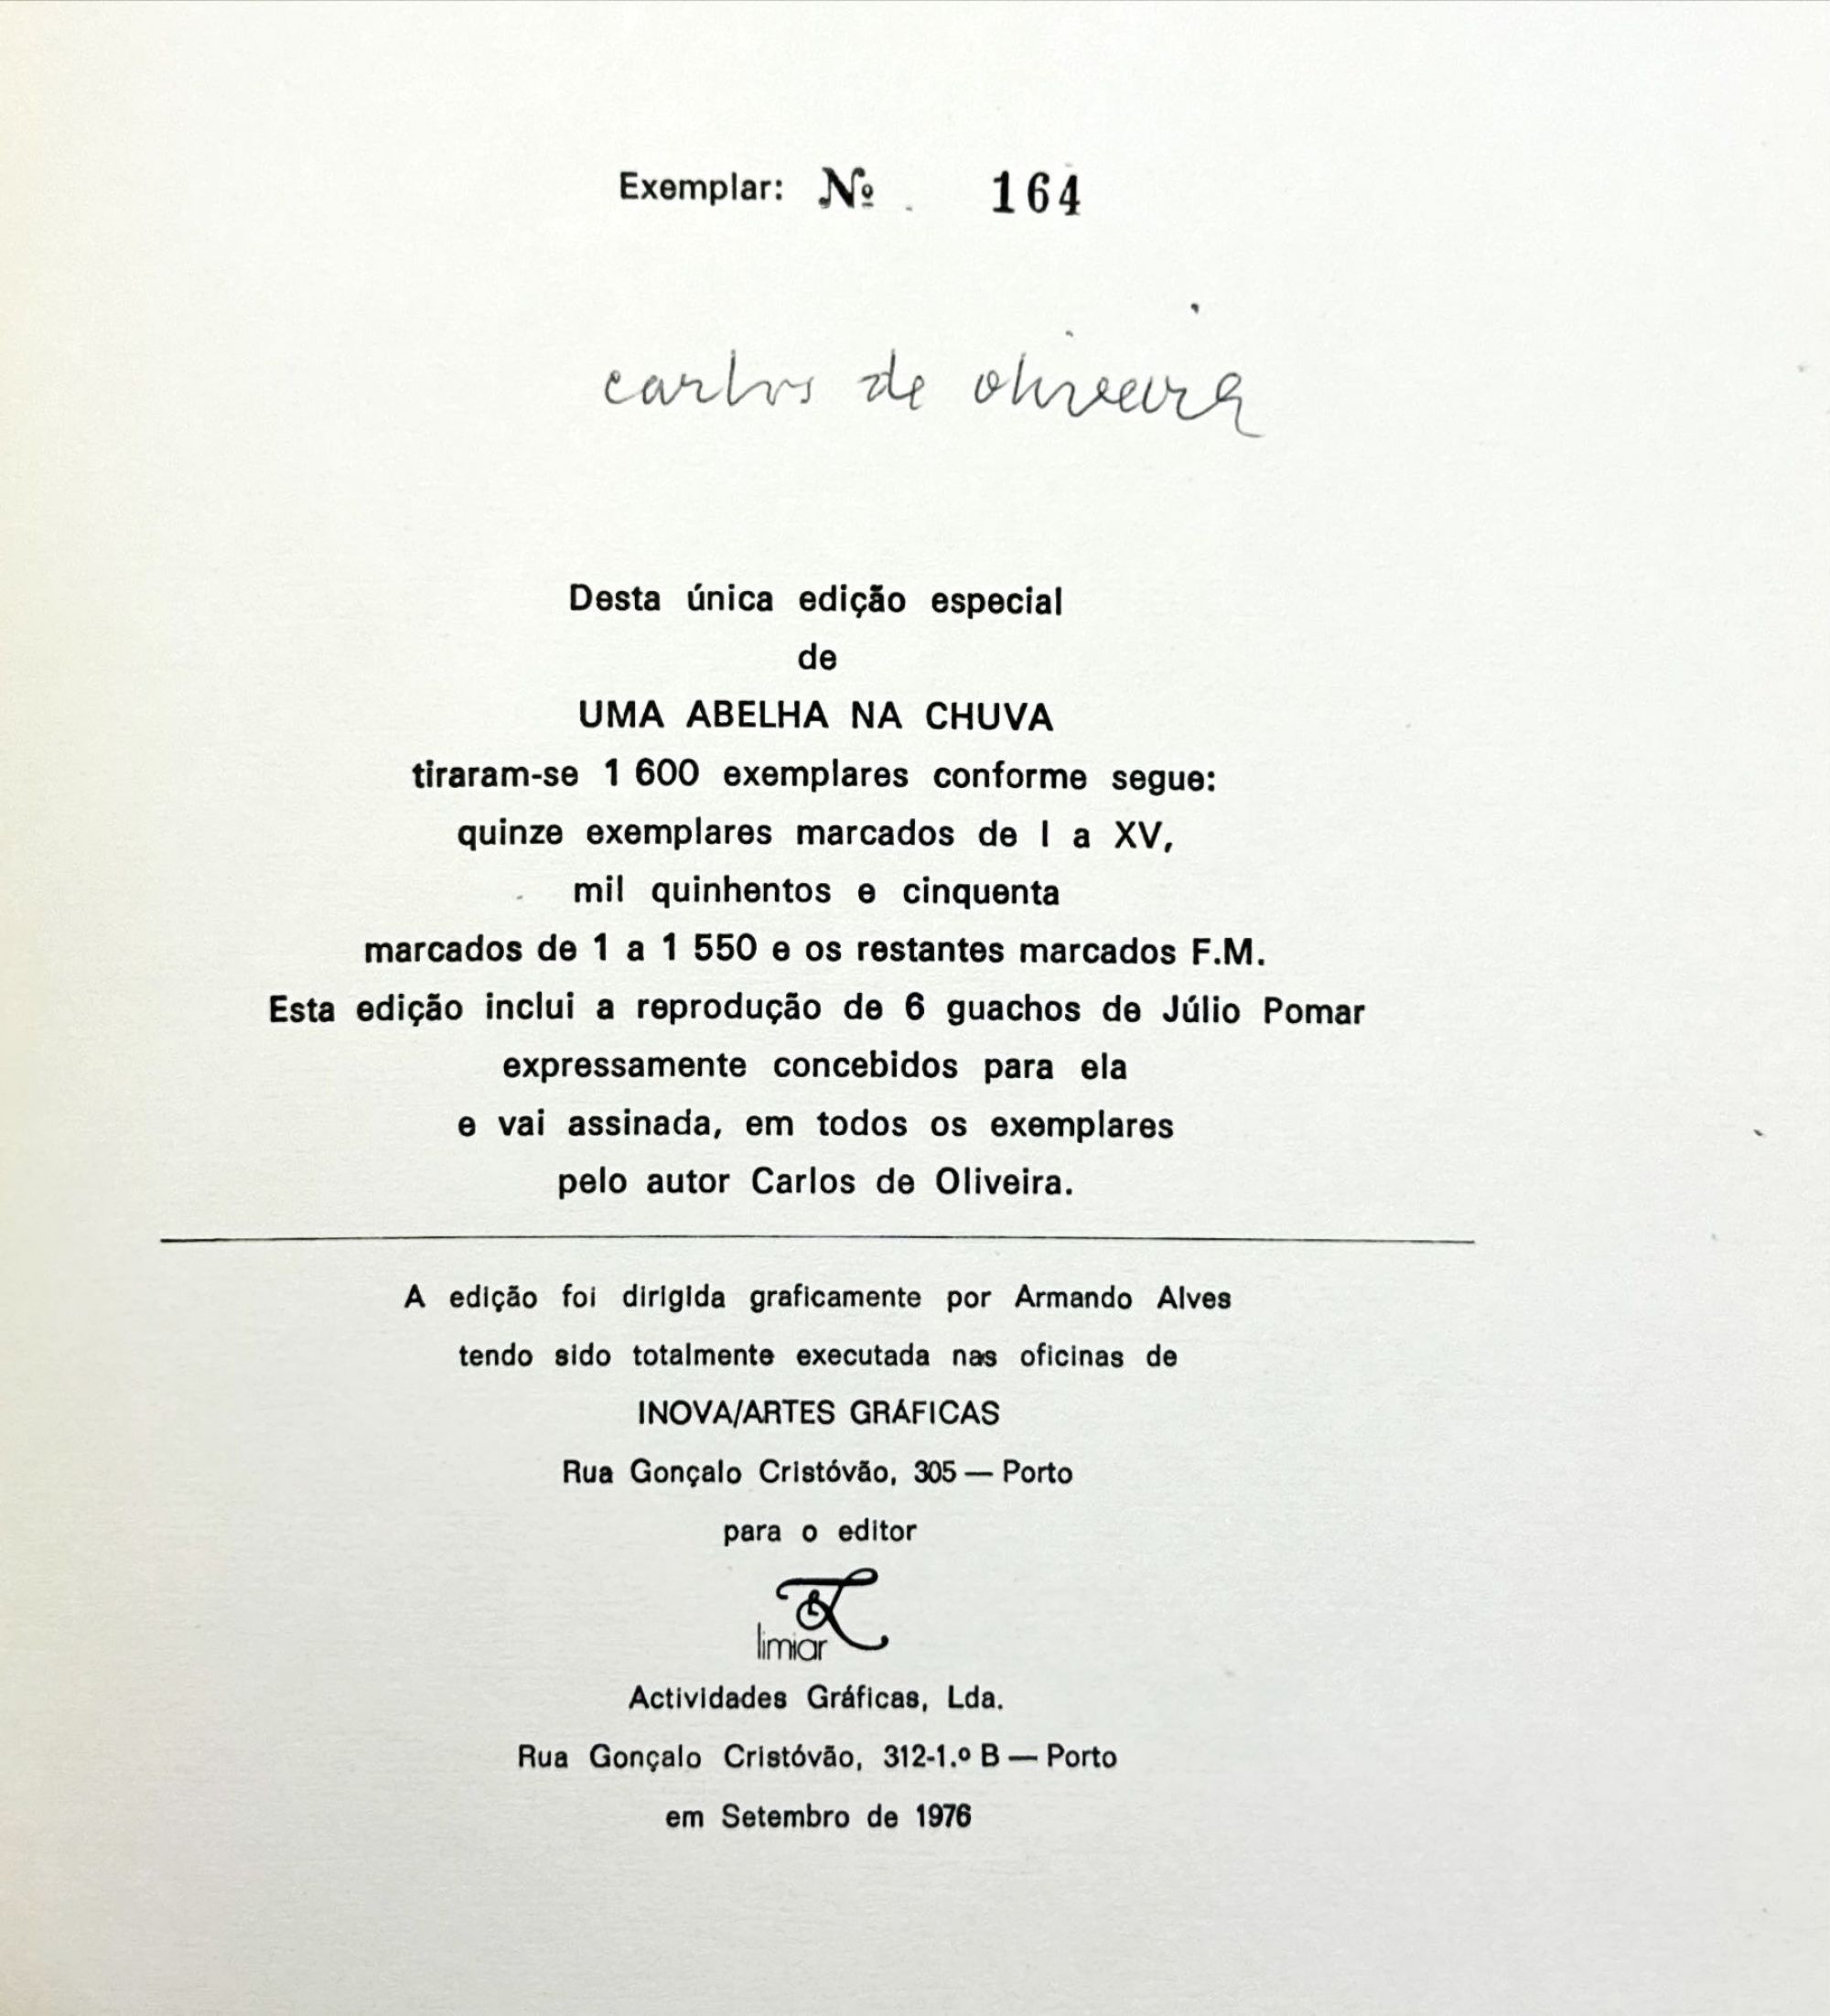 Exemplar: Nº 164
carlos de oliveira
Desta única edição especial
de
UMA ABELHA NA CHUVA
tiraram-se 1 600 exemplares conforme segue:
quinze exemplares marcados de I a XV,
mil quinhentos e cinquenta
marcados de 1 a 1 550 e os restantes marcados F.M.
Esta edição inclui a reprodução de 6 guachos de Júlio Pomar
expressamente concebidos para ela
e vai assinada, em todos os exemplares
pelo autor Carlos de Oliveira.
A edição foi dirigida graficamente por Armando Alves
tendo sido totalmente executada nas oficinas de
INOVA/ARTES GRÁFICAS
Rua Gonçalo Cristóvão, 305 — Porto
para o editor
limiar
Actividades Gráficas, Lda.
Rua Gonçalo Cristóvão, 312-1.º B — Porto
em Setembro de 1976